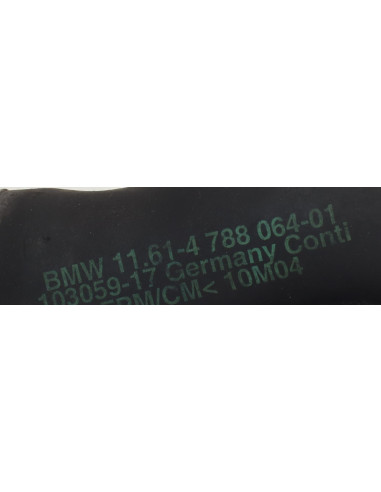 BMW 11.61-4 788 064-01
103059-17 Germany Conti
10M04